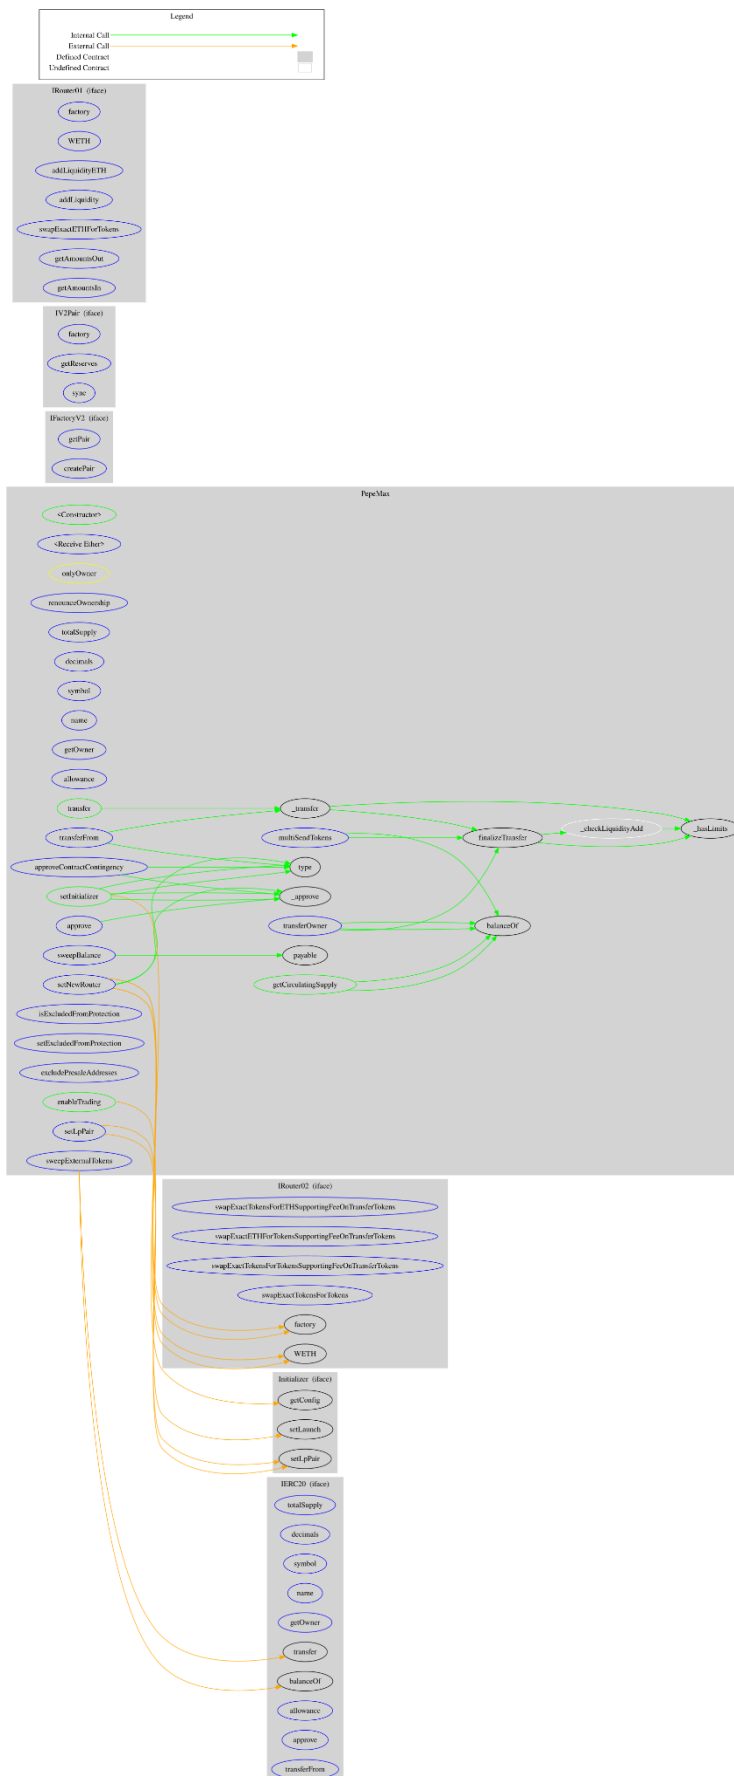 Legend
Internal Call
External Call
Defined Contract
Undefined Contract
IRouter01 (iface)
factory
WETH
addLiquidityETH
addLiquidity
swapExactETHForTokens
getAmountsOut
getAmountsIn
IV2Pair (iface)
factory
getReserves
sync
IFactoryV2 (iface)
getPair
createPair
PepeMax
<Constructor>
<Receive Ether>
onlyOwner
renounceOwnership
totalSupply
decimals
symbol
name
getOwner
allowance
transfer _transfer _checkLiquidityAdd _hasLimits
transferFrom multiSendTokens finalizeTransfer
approveContractContingency type
setInitializer _approve
approve transferOwner balanceOf
sweepBalance payable
setNewRouter getCirculatingSupply
isExcludedFromProtection
setExcludedFromProtection
excludePresaleAddresses
enableTrading
setLpPair
sweepExternalTokens
IRouter02 (iface)
swapExactTokensForETHSupportingFeeOnTransferTokens
swapExactETHForTokensSupportingFeeOnTransferTokens
swapExactTokensForTokensSupportingFeeOnTransferTokens
swapExactTokensForTokens
factory
WETH
Initializer (iface)
getConfig
setLaunch
setLpPair
IERC20 (iface)
totalSupply
decimals
symbol
name
getOwner
transfer
balanceOf
allowance
approve
transferFrom